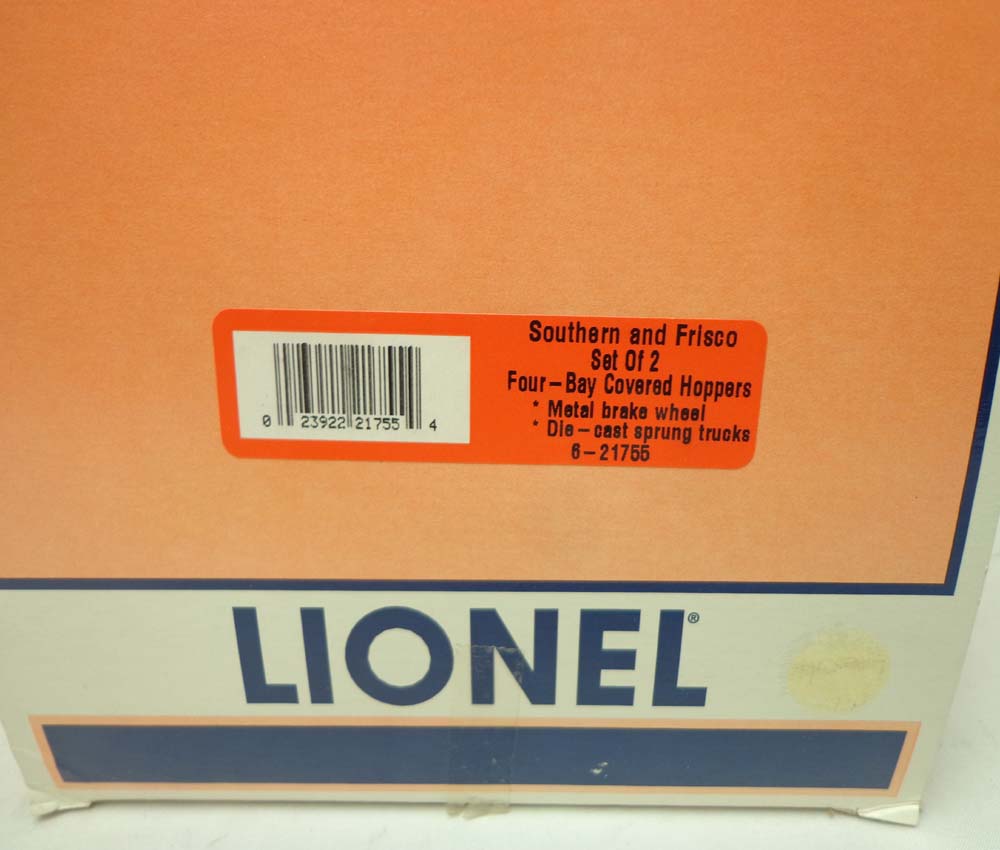 Southern and Frisco
Set Of 2
Four-Bay Covered Hoppers
* Metal brake wheel
* Die-cast sprung trucks
6-21755
0 23922 21755 4
LIONEL®